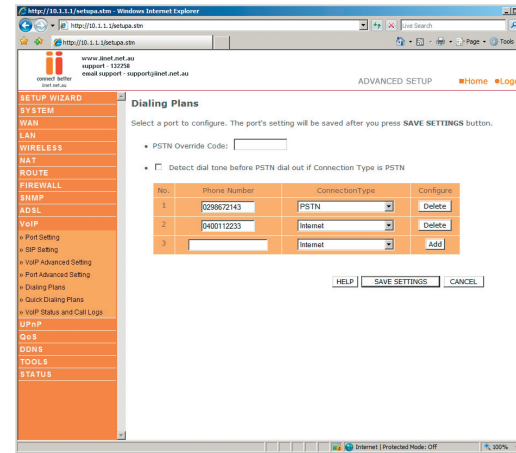 http://10.1.1.1/setupa.stm - Windows Internet Explorer
http://10.1.1.1/setupa.stm
Live Search
http://10.1.1.1/setupa.stm
Page
Tools
connect better
iinet.net.au
www.iinet.net.au
support - 132258
email support - support@iinet.net.au
ADVANCED SETUP
Home
SETUP WIZARD
SYSTEM
WAN
LAN
WIRELESS
NAT
ROUTE
FIREWALL
SNMP
ADSL
VoIP
» Port Setting
» SIP Setting
» VoIP Advanced Setting
» Port Advanced Setting
» Dialing Plans
» Quick Dialing Plans
» VoIP Status and Call Logs
UPnP
QoS
DDNS
TOOLS
STATUS
Dialing Plans
Select a port to configure. The port's setting will be saved after you press SAVE SETTINGS button.
• PSTN Override Code:
• Detect dial tone before PSTN dial out if Connection Type is PSTN
No. Phone Number ConnectionType Configure
1 0298672143 PSTN Delete
2 0400112233 Internet Delete
3 Internet Add
HELP SAVE SETTINGS CANCEL
Internet | Protected Mode: Off
100%